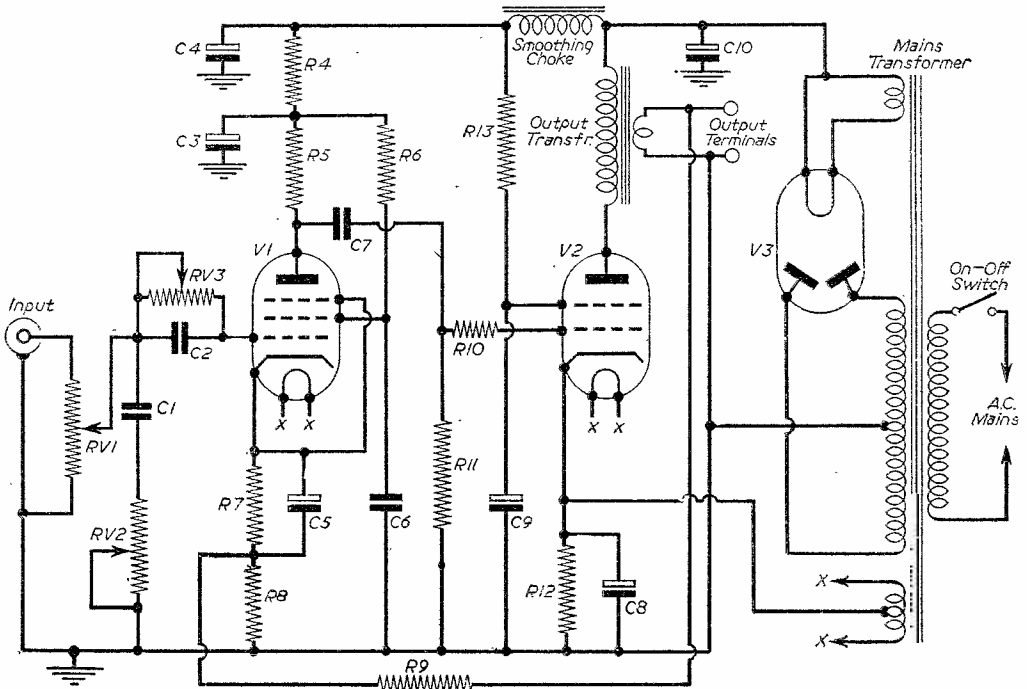 C4
R4
Smoothing
Choke
C10
Mains
Transformer
C3
R5
R6
R13
Output
Transfr.
Output
Terminals
V1
C7
V2
V3
Input
RV3
On-Off
Switch
C2
R10
C1
X
X
X
X
A.C.
Mains
RV1
R11
R7
C5
C6
C9
RV2
R8
R12
C8
X
X
R9